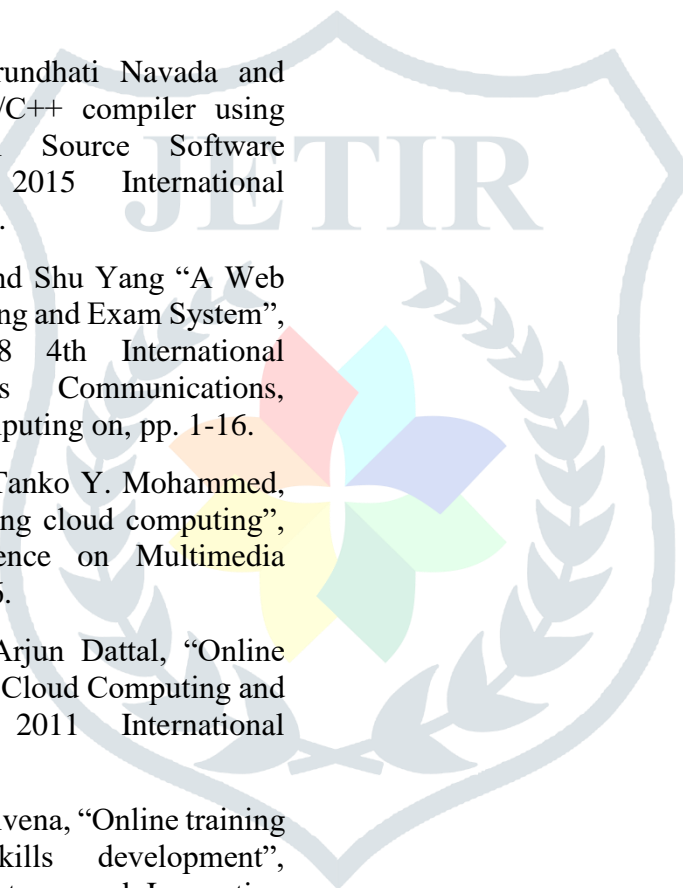 rundhati Navada and
/C++ compiler using
Source Software
2015 International
JETIR
nd Shu Yang “A Web
ng and Exam System”,
8 4th International
s Communications,
puting on, pp. 1-16.
Tanko Y. Mohammed,
ng cloud computing”,
ence on Multimedia
Arjun Dattal, “Online
Cloud Computing and
2011 International
vena, “Online training
kills development”,